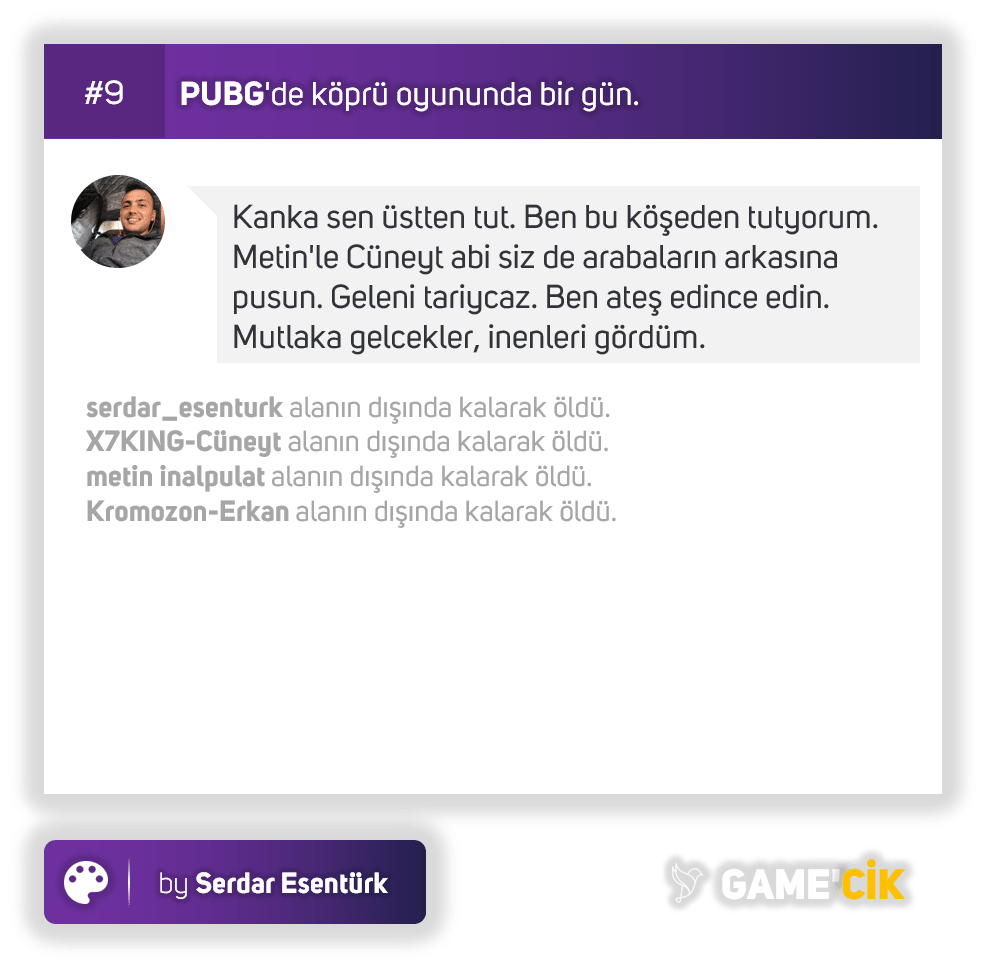 #9
PUBG'de köprü oyununda bir gün.
Kanka sen üstten tut. Ben bu köşeden tutyorum.
Metin'le Cüneyt abi siz de arabaların arkasına
pusun. Geleni tariycaz. Ben ateş edince edin.
Mutlaka gelcekler, inenleri gördüm.
serdar_esenturk alanın dışında kalarak öldü.
X7KING-Cüneyt alanın dışında kalarak öldü.
metin inalpulat alanın dışında kalarak öldü.
Kromozon-Erkan alanın dışında kalarak öldü.
by Serdar Esentürk
GAME'CİK